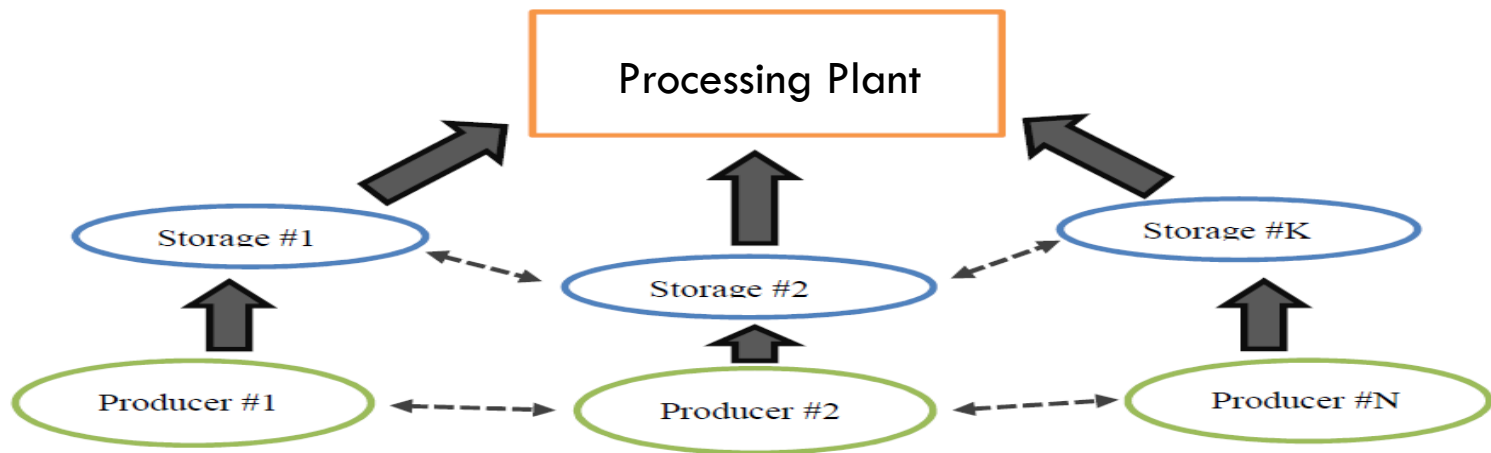 Processing Plant
Storage #1
Storage #K
Storage #2
Producer #1
Producer #2
Producer #N